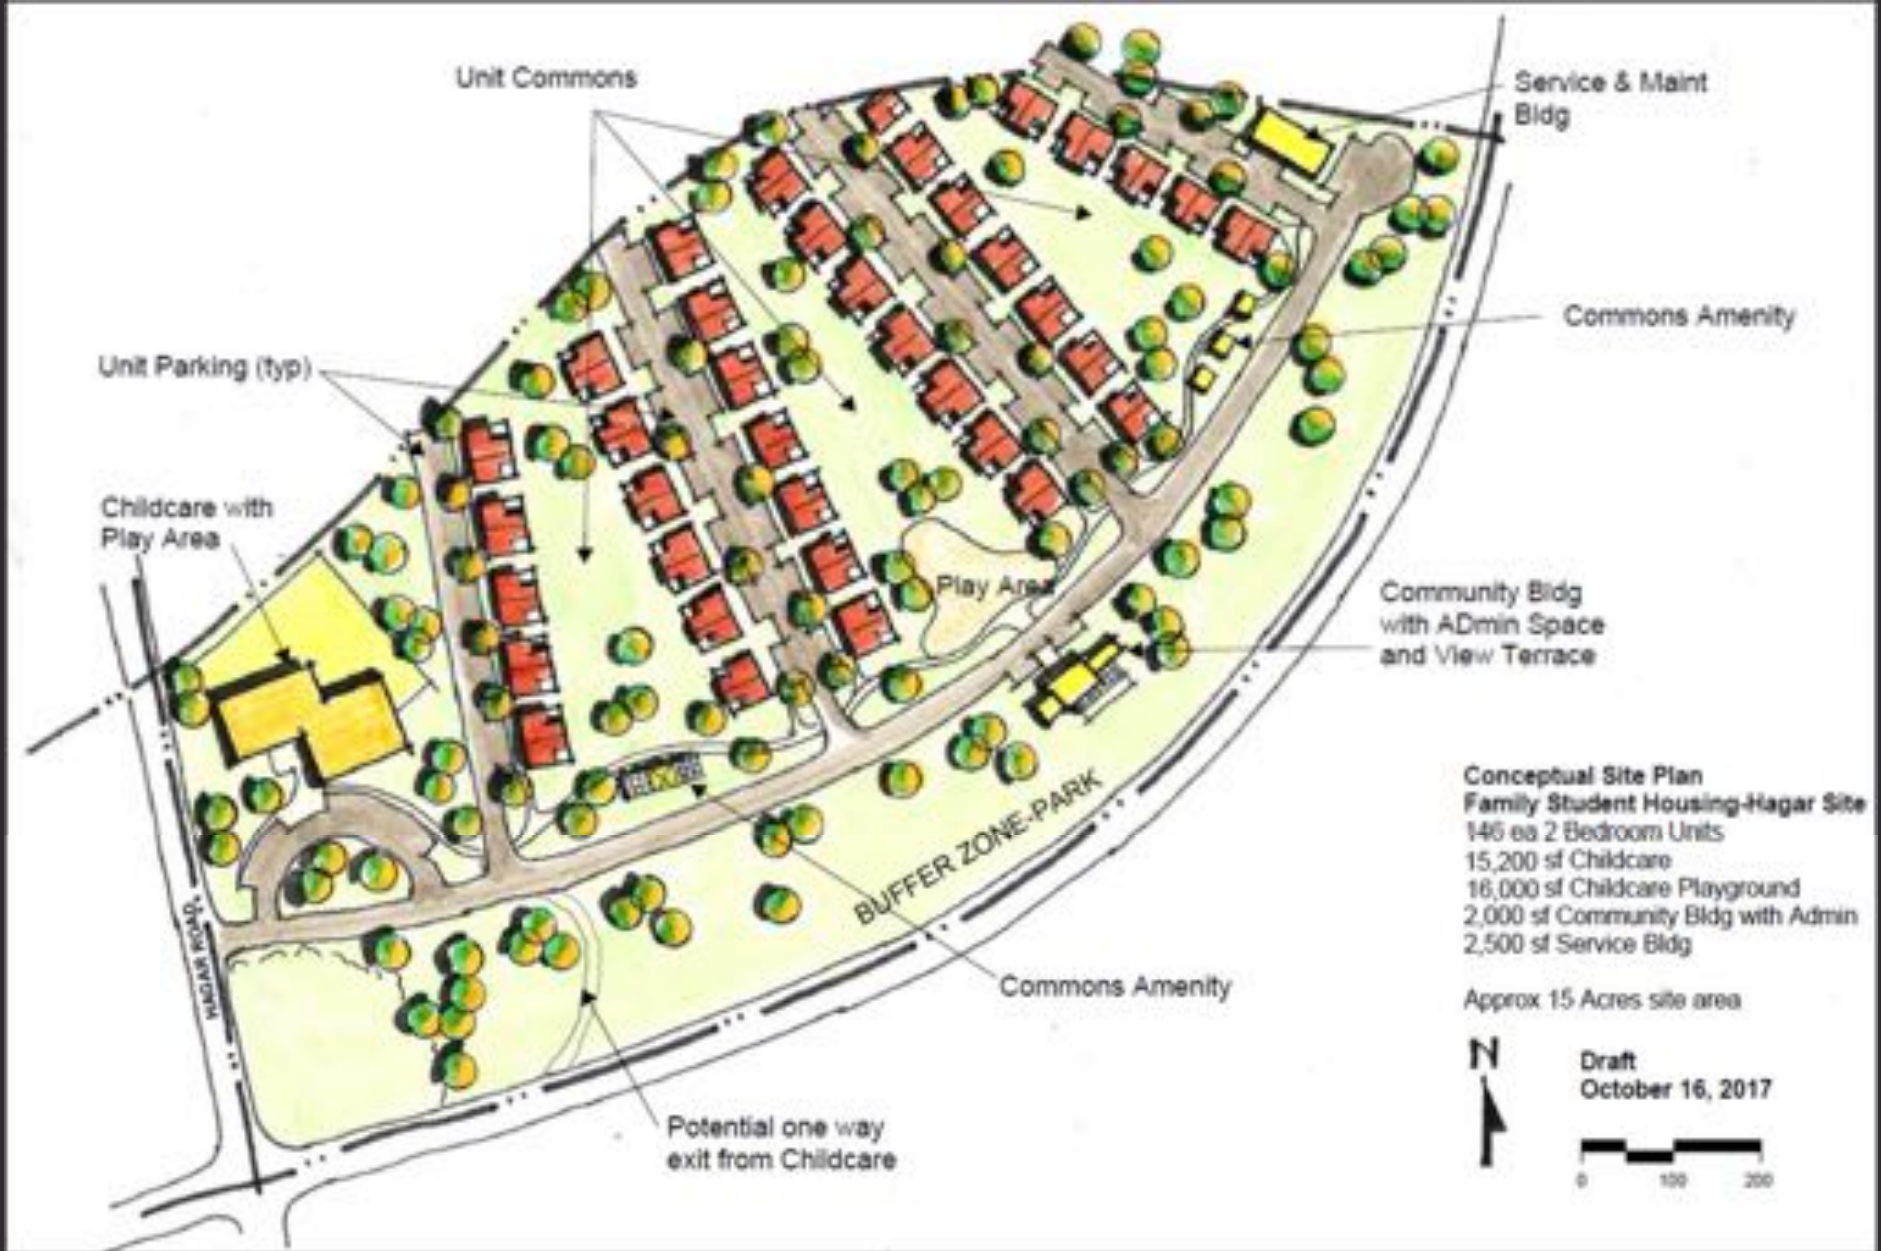 Unit Commons
Service & Maint
Bldg
Commons Amenity
Unit Parking (typ)
Childcare with
Play Area
Play Area
Community Bldg
with ADmin Space
and View Terrace
BUFFER ZONE-PARK
HAGAR ROAD
Commons Amenity
Potential one way
exit from Childcare
Conceptual Site Plan
Family Student Housing-Hagar Site
146 ea 2 Bedroom Units
15,200 sf Childcare
16,000 sf Childcare Playground
2,000 sf Community Bldg with Admin
2,500 sf Service Bldg
Approx 15 Acres site area
N
Draft
October 16, 2017
0 100 200